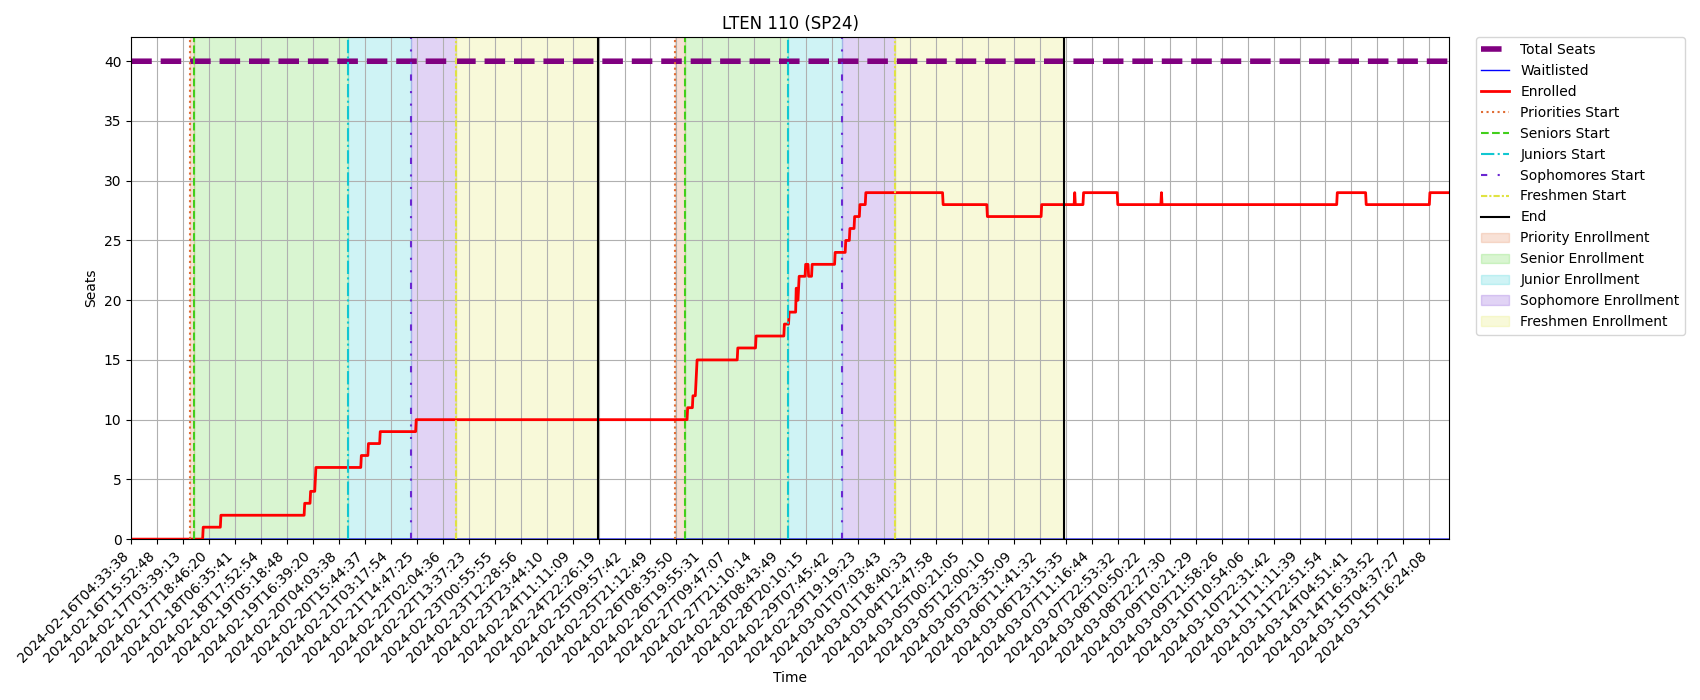 LTEN 110 (SP24)
Total Seats
Waitlisted
Enrolled
Priorities Start
Seniors Start
Juniors Start
Sophomores Start
Freshmen Start
End
Priority Enrollment
Senior Enrollment
Junior Enrollment
Sophomore Enrollment
Freshmen Enrollment
Seats
40
35
30
25
20
15
10
5
0
2024-02-16T04:33:38
2024-02-16T15:52:48
2024-02-17T03:39:13
2024-02-17T18:46:20
2024-02-18T06:35:41
2024-02-18T17:52:54
2024-02-19T05:18:48
2024-02-19T16:39:20
2024-02-20T04:03:38
2024-02-20T15:44:37
2024-02-21T03:17:54
2024-02-21T14:47:25
2024-02-22T02:04:36
2024-02-22T13:37:23
2024-02-23T00:55:55
2024-02-23T12:28:56
2024-02-23T23:44:10
2024-02-24T11:11:09
2024-02-24T22:26:19
2024-02-25T09:57:42
2024-02-25T21:12:49
2024-02-26T08:35:50
2024-02-26T19:55:31
2024-02-27T09:47:07
2024-02-27T21:10:14
2024-02-28T08:43:49
2024-02-28T20:10:15
2024-02-29T07:45:42
2024-02-29T19:19:23
2024-03-01T07:03:43
2024-03-01T18:40:33
2024-03-04T12:47:58
2024-03-05T00:21:05
2024-03-05T12:00:10
2024-03-05T23:35:09
2024-03-06T11:41:32
2024-03-06T23:15:35
2024-03-07T11:16:44
2024-03-07T22:53:32
2024-03-08T10:50:22
2024-03-08T22:27:30
2024-03-09T10:21:29
2024-03-09T21:58:26
2024-03-10T10:54:06
2024-03-10T22:31:42
2024-03-11T11:11:39
2024-03-11T22:51:54
2024-03-14T04:51:41
2024-03-14T16:33:52
2024-03-15T04:37:27
2024-03-15T16:24:08
Time